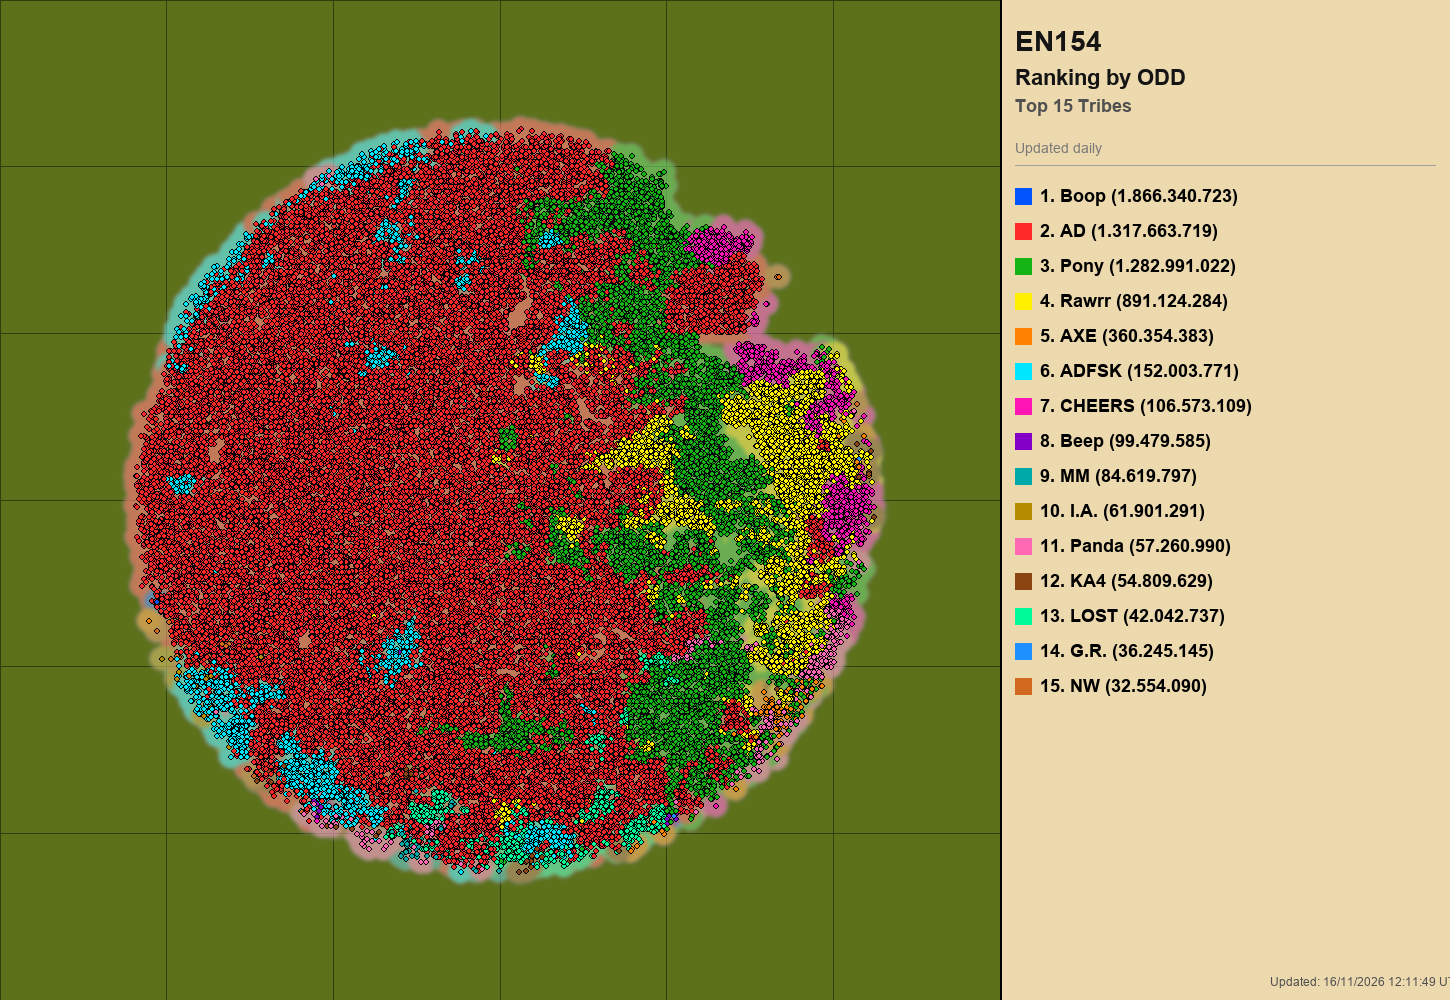 EN154
Ranking by ODD
Top 15 Tribes
Updated daily
1. Boop (1.866.340.723)
2. AD (1.317.663.719)
3. Pony (1.282.991.022)
4. Rawrr (891.124.284)
5. AXE (360.354.383)
6. ADFSK (152.003.771)
7. CHEERS (106.573.109)
8. Beep (99.479.585)
9. MM (84.619.797)
10. I.A. (61.901.291)
11. Panda (57.260.990)
12. KA4 (54.809.629)
13. LOST (42.042.737)
14. G.R. (36.245.145)
15. NW (32.554.090)
Updated: 16/11/2026 12:11:49 U